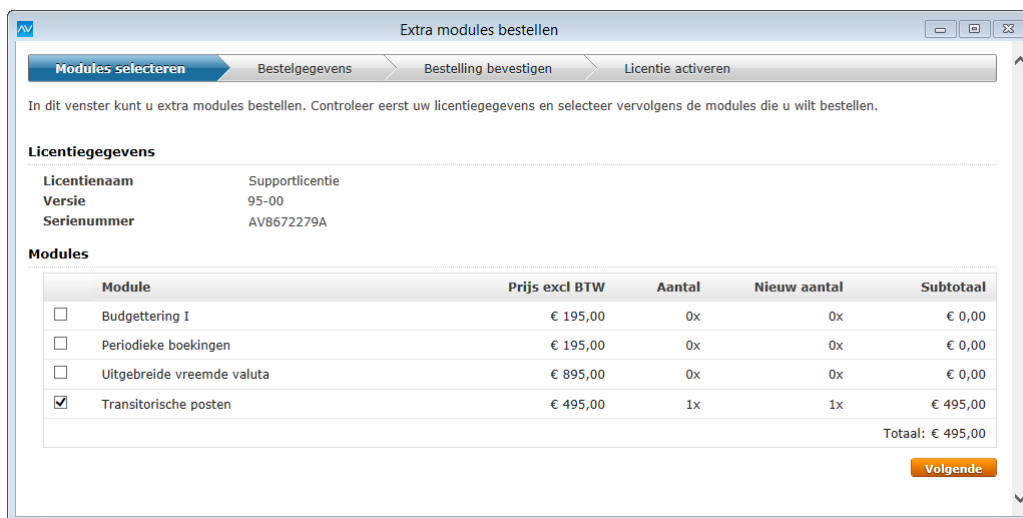 AV
Extra modules bestellen
Modules selecteren Bestelgegevens Bestelling bevestigen Licentie activeren
In dit venster kunt u extra modules bestellen. Controleer eerst uw licentiegegevens en selecteer vervolgens de modules die u wilt bestellen.
Licentiegegevens
Licentienaam Supportlicentie
Versie 95-00
Serienummer AV8672279A
Modules
Module Prijs excl BTW Aantal Nieuw aantal Subtotaal
Budgettering I € 195,00 0x 0x € 0,00
Periodieke boekingen € 195,00 0x 0x € 0,00
Uitgebreide vreemde valuta € 895,00 0x 0x € 0,00
Transitorische posten € 495,00 1x 1x € 495,00
Totaal: € 495,00
Volgende